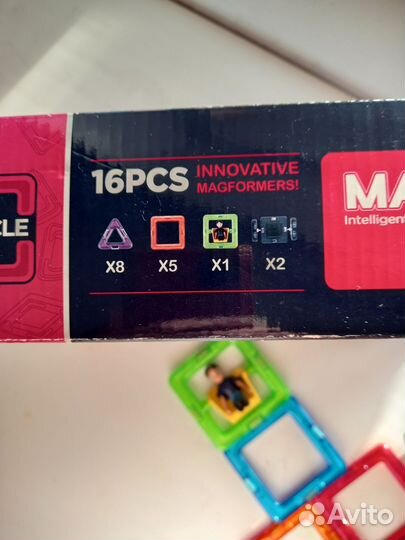 16PCS INNOVATIVE
MAGFORMERS!
CLE
MA
Intelligent
X8 X5 X1 X2
Avito